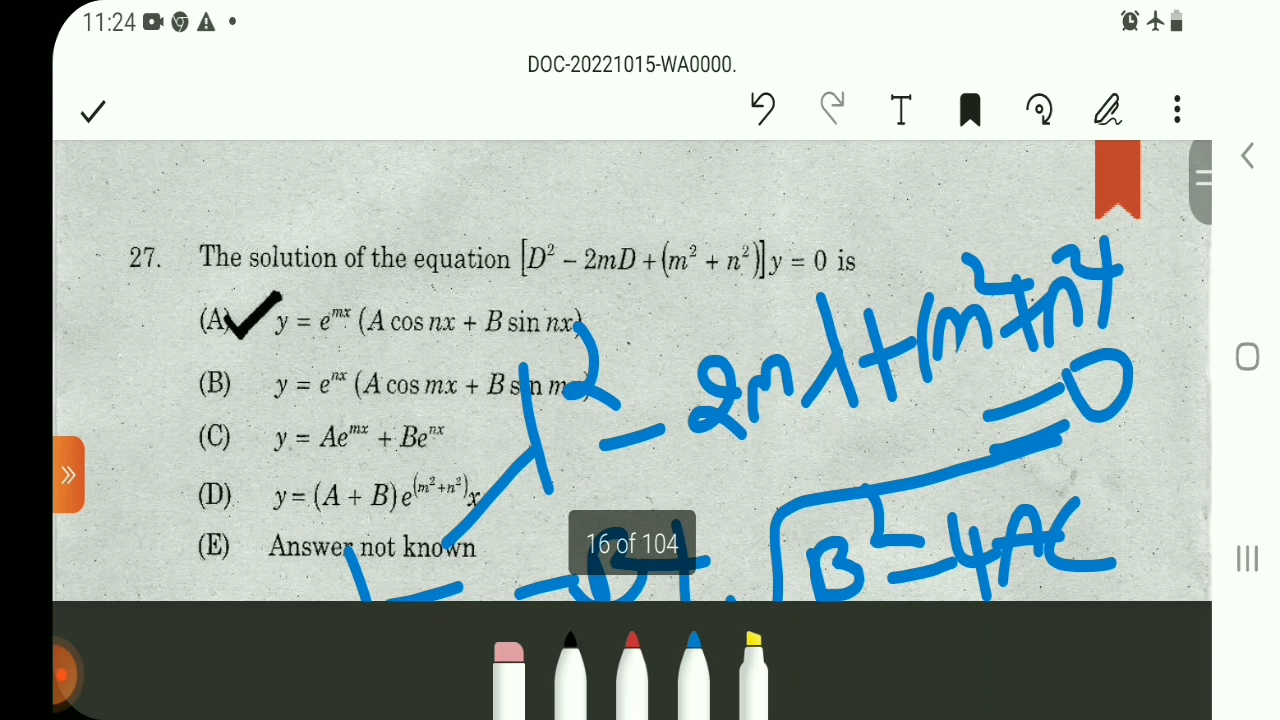 11:24
DOC-20221015-WA0000.
T
27. The solution of the equation [D² – 2mD + (m² + n²)]y = 0 is
(A) y = e^{mx} (A cos nx + B sin nx)
(B) y = e^{nx} (A cos mx + B sin m
(C) y = Ae^{mx} + Be^{nx}
(D) y = (A + B) e^{(m²+n²)}x
(E) Answer not known
λ² – 2mλ + (m² + n²)
= 0
16 of 104
λ = –B ± √B² – 4AC